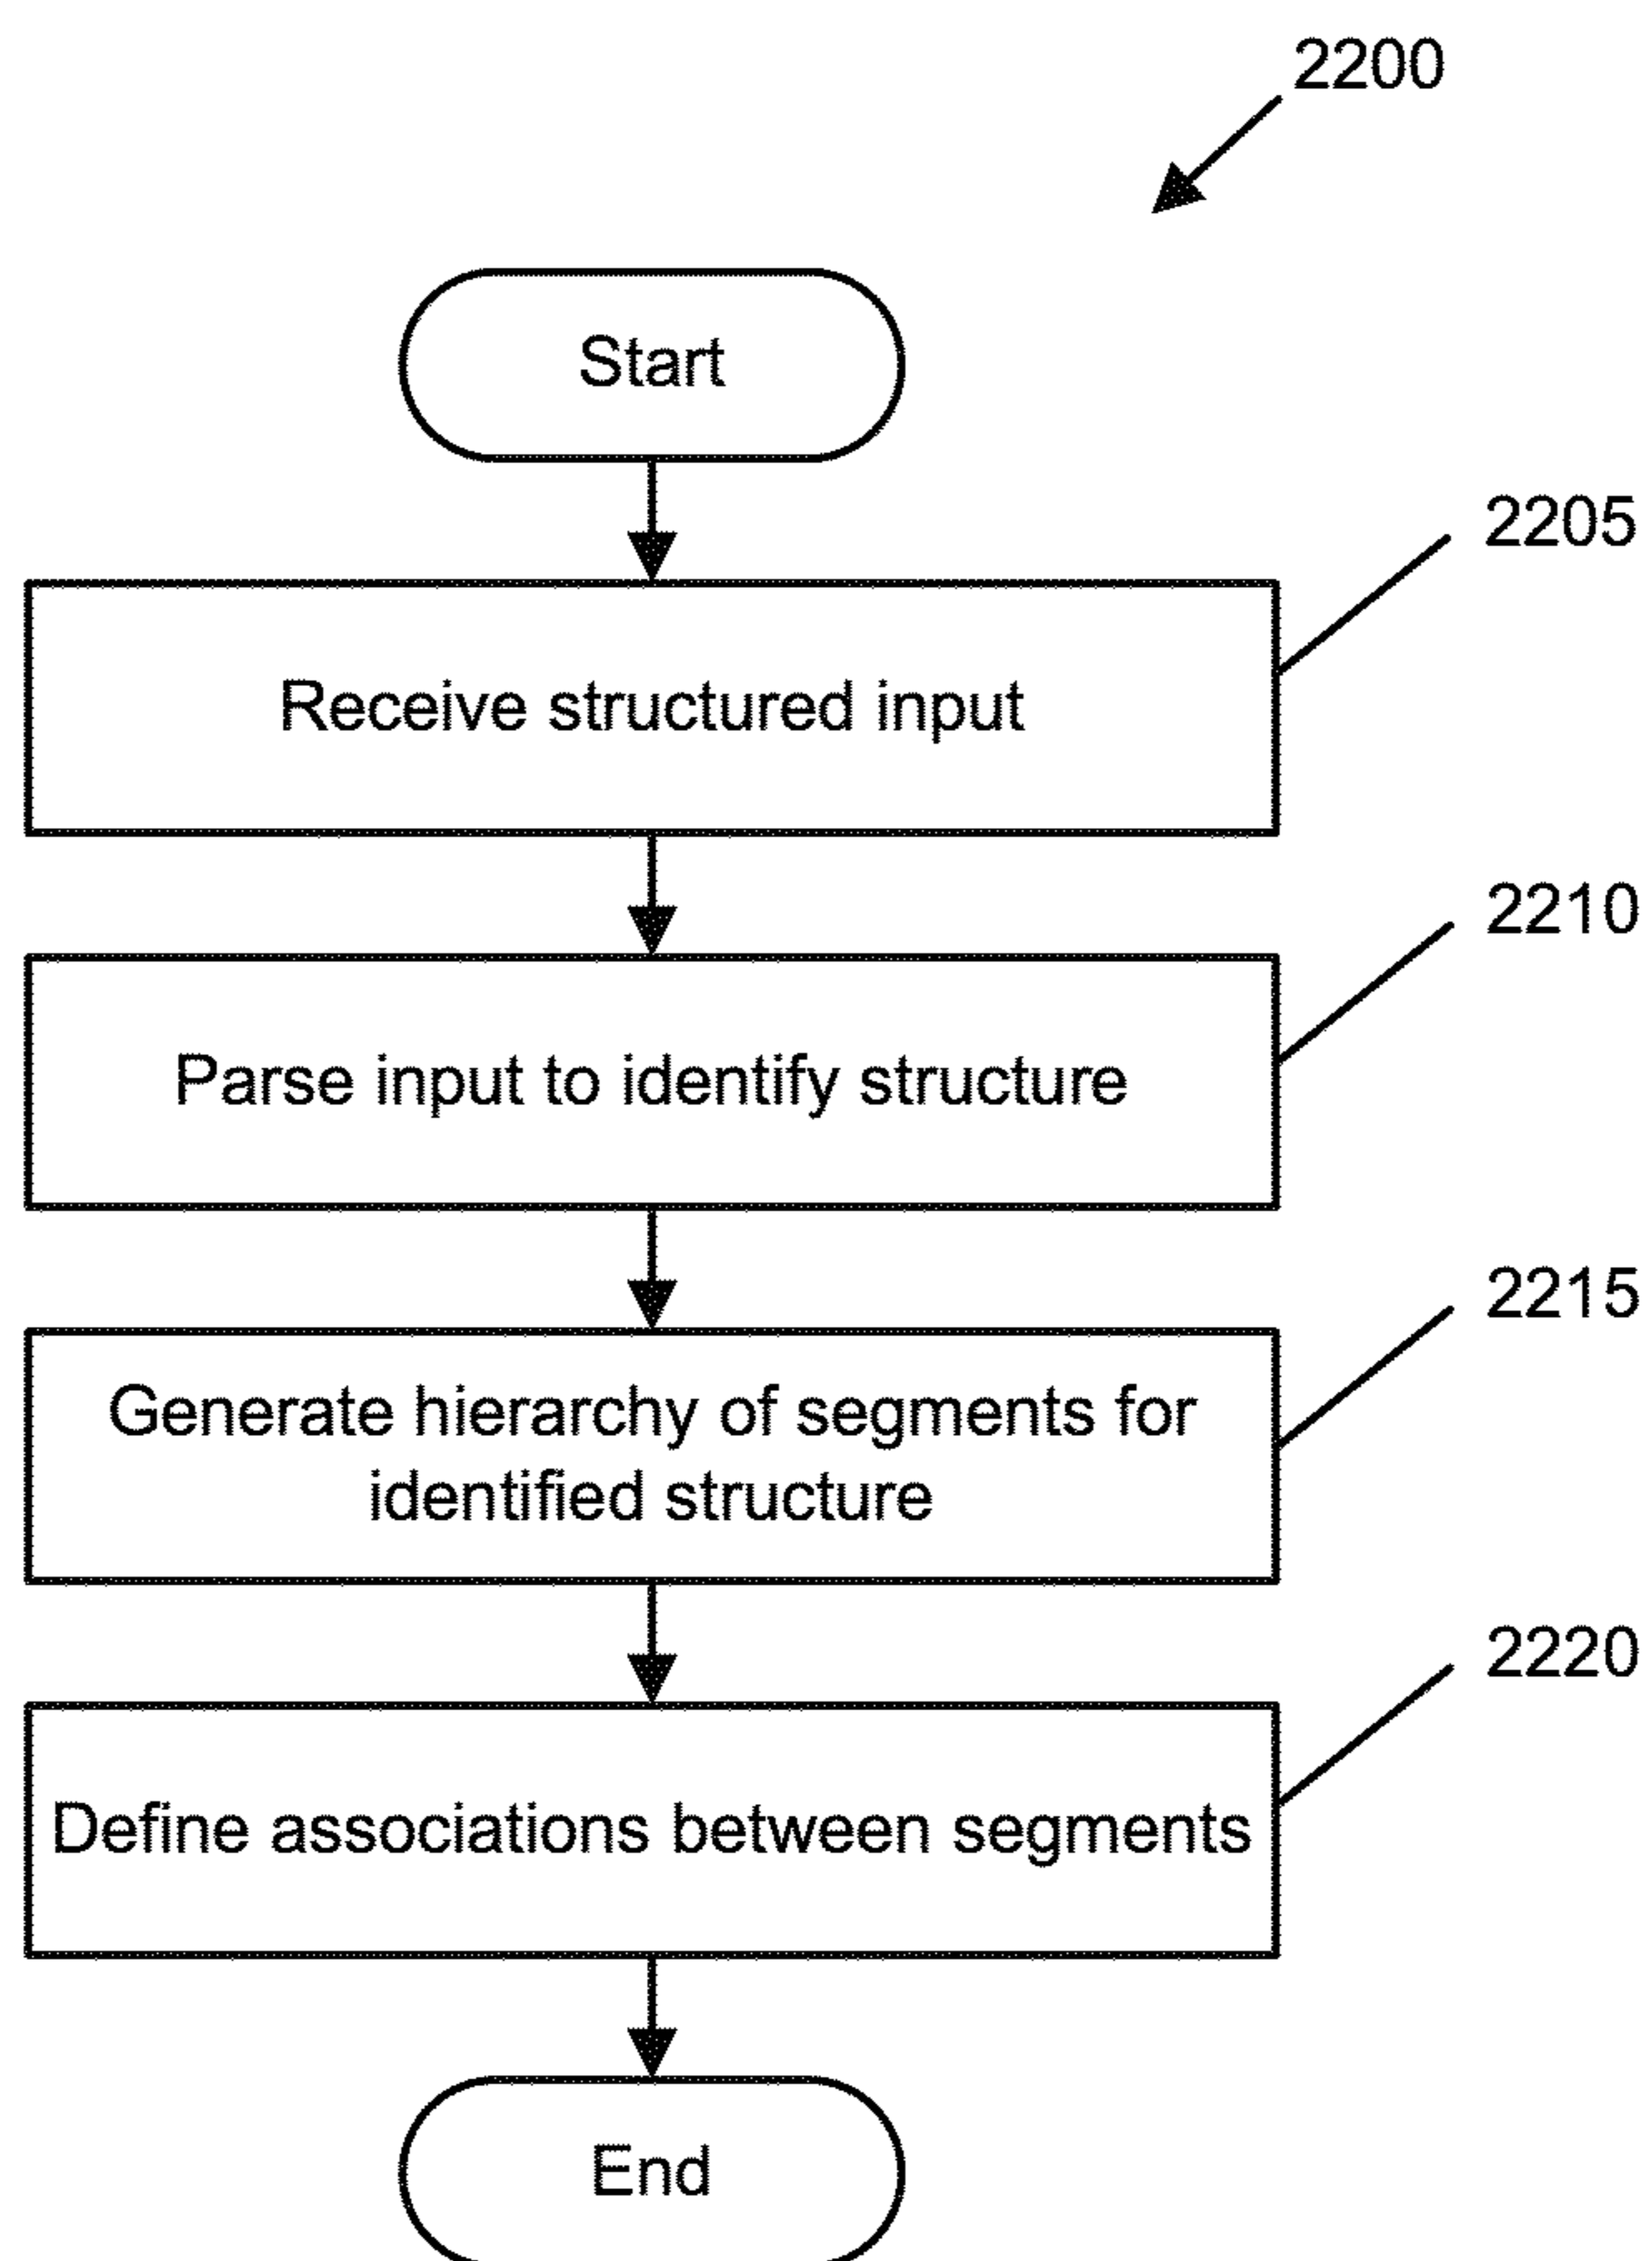 2200
Start
2205
Receive structured input
2210
Parse input to identify structure
2215
Generate hierarchy of segments for
identified structure
2220
Define associations between segments
End